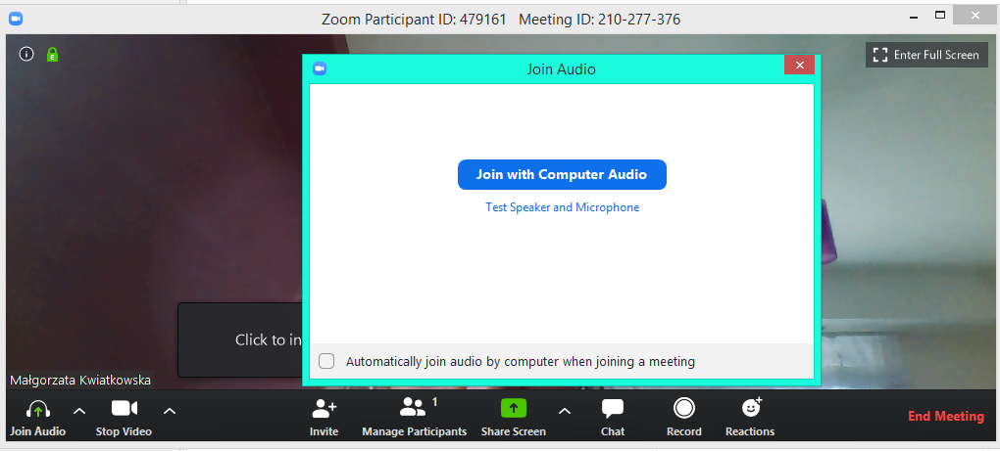 Zoom Participant ID: 479161 Meeting ID: 210-277-376
Enter Full Screen
Join Audio
Join with Computer Audio
Test Speaker and Microphone
Click to in
Automatically join audio by computer when joining a meeting
Małgorzata Kwiatkowska
1
Join Audio Stop Video Invite Manage Participants Share Screen Chat Record Reactions End Meeting